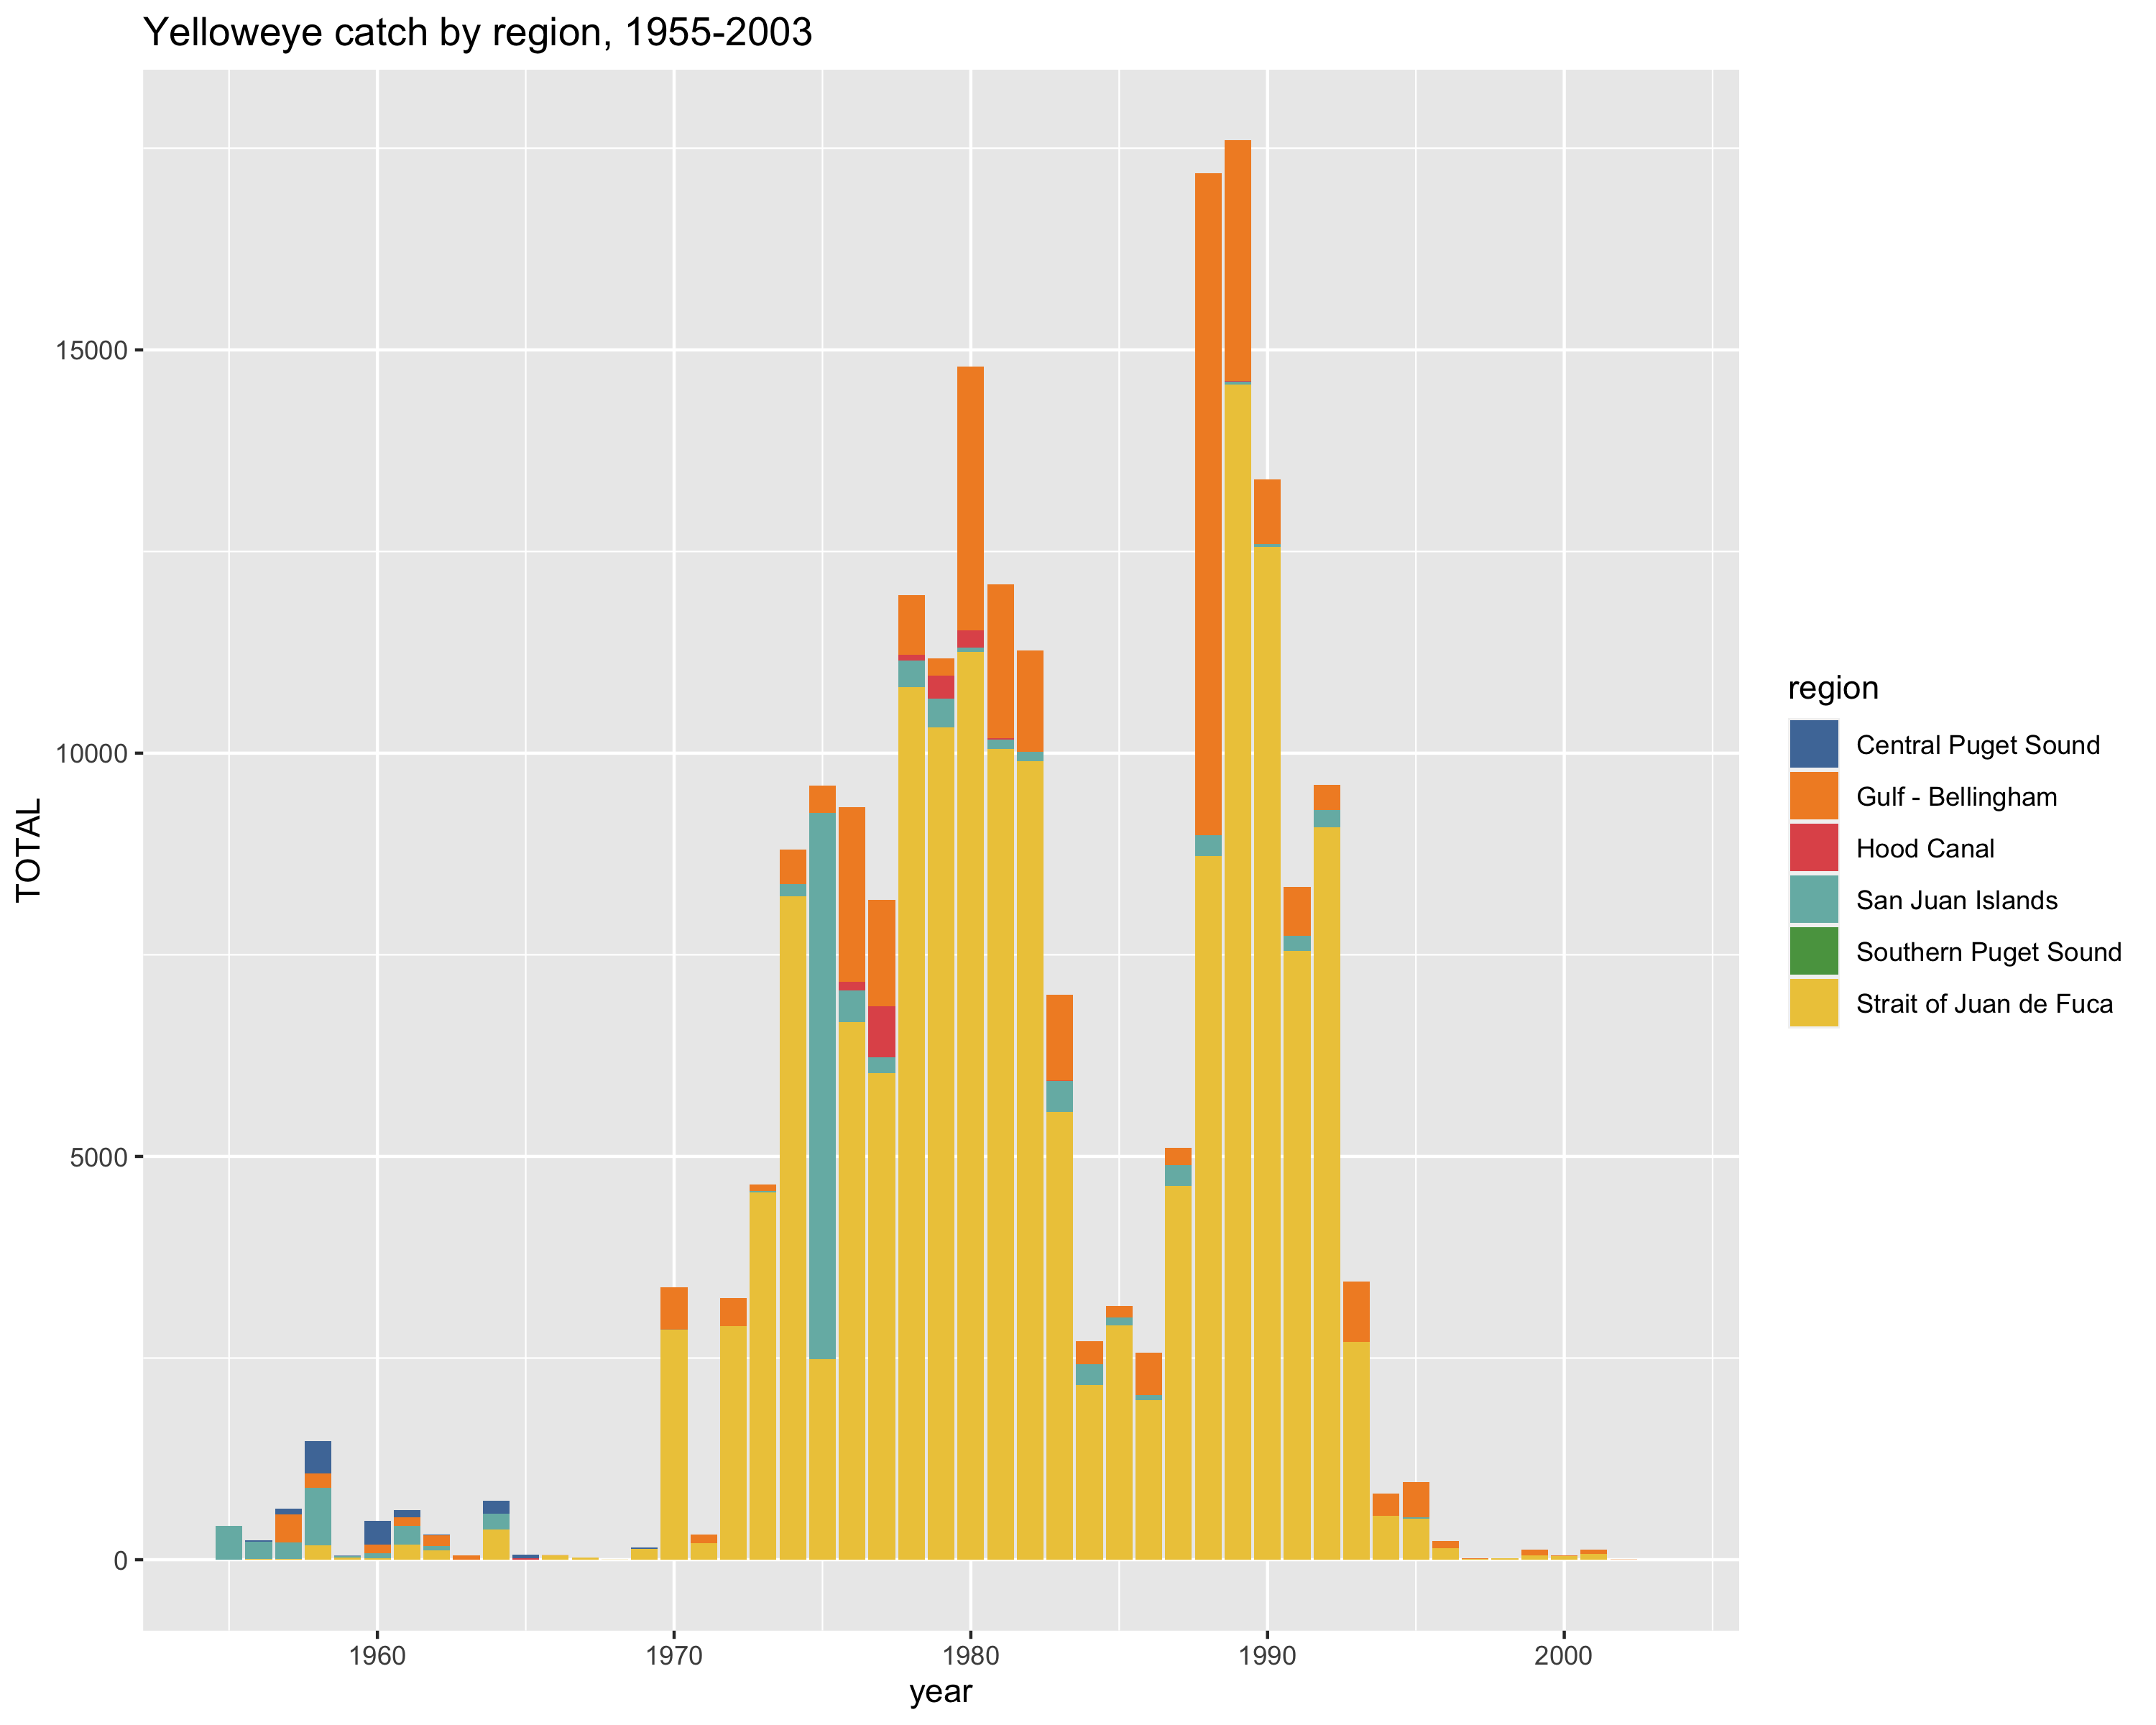 Yelloweye catch by region, 1955-2003
TOTAL
15000
10000
5000
0
1960
1970
1980
1990
2000
year
region
Central Puget Sound
Gulf - Bellingham
Hood Canal
San Juan Islands
Southern Puget Sound
Strait of Juan de Fuca